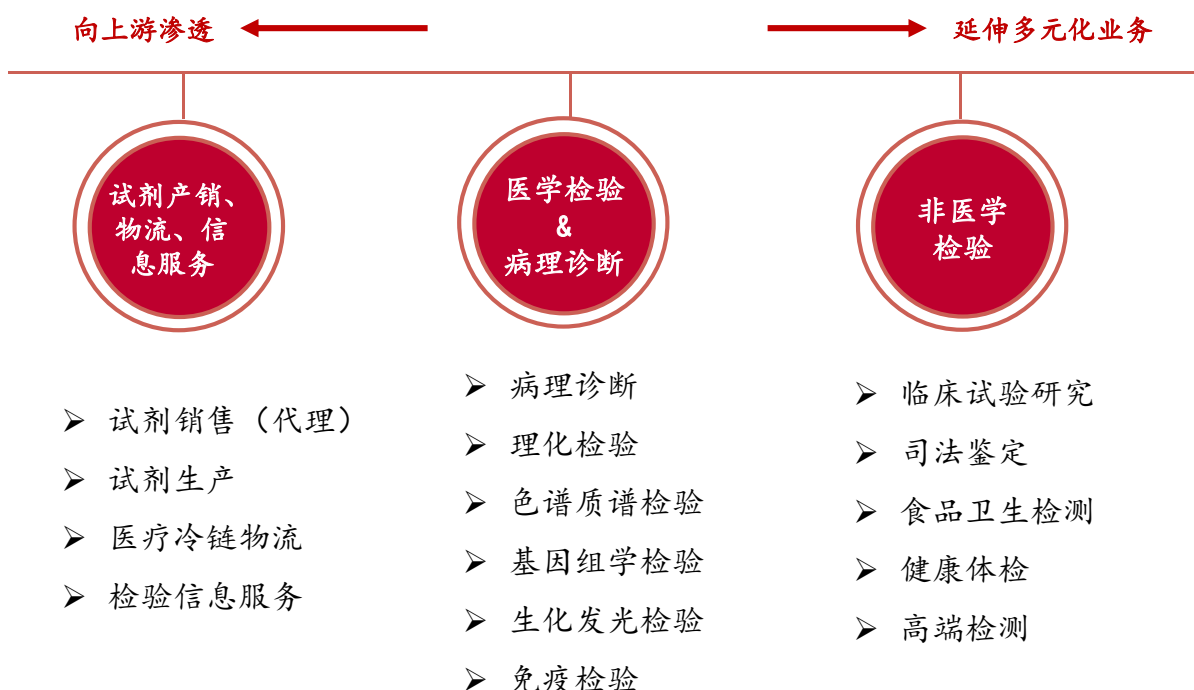 向上游渗透
延伸多元化业务
试剂产销、
物流、信
息服务
医学检验
&
病理诊断
非医学
检验
➢ 试剂销售（代理）
➢ 试剂生产
➢ 医疗冷链物流
➢ 检验信息服务
➢ 病理诊断
➢ 理化检验
➢ 色谱质谱检验
➢ 基因组学检验
➢ 生化发光检验
➢ 免疫检验
➢ 临床试验研究
➢ 司法鉴定
➢ 食品卫生检测
➢ 健康体检
➢ 高端检测